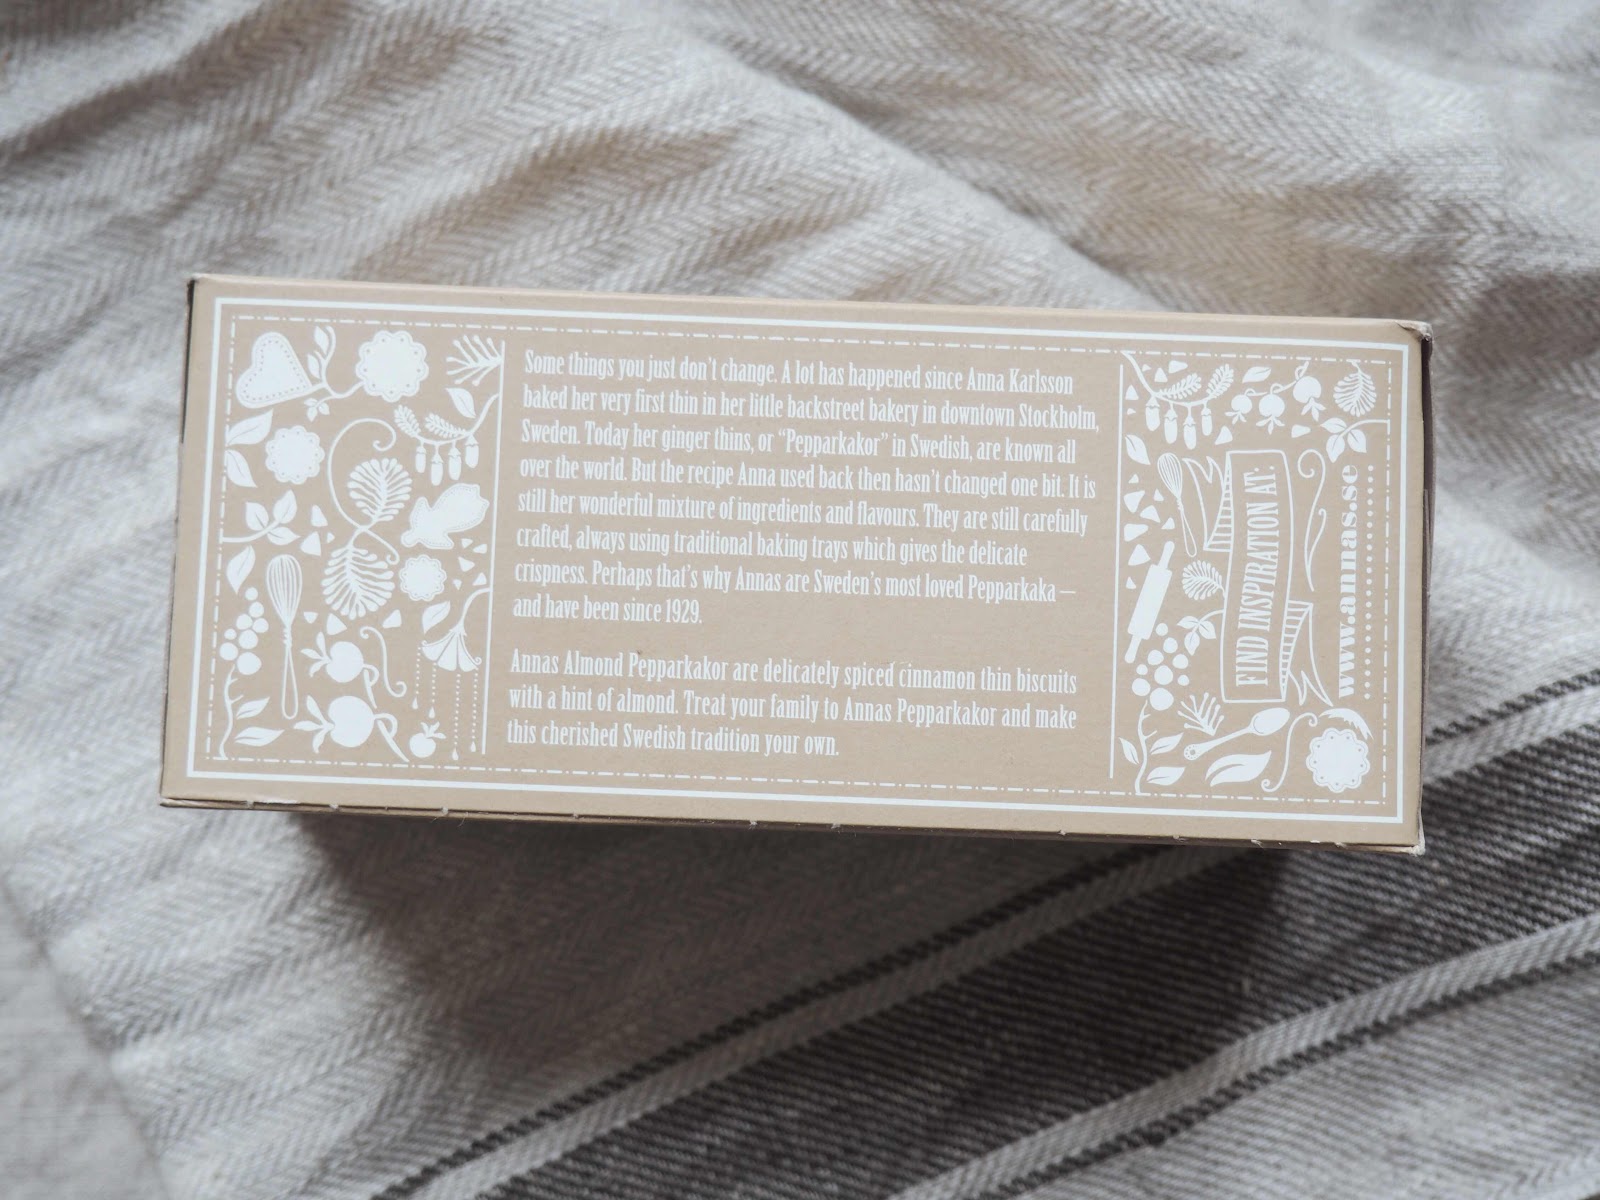 Some things you just don't change. A lot has happened since Anna Karlsson
baked her very first thin in her little backstreet bakery in downtown Stockholm,
Sweden. Today her ginger thins, or “Pepparkakor” in Swedish, are known all
over the world. But the recipe Anna used back then hasn't changed one bit. It is
still her wonderful mixture of ingredients and flavours. They are still carefully
crafted, always using traditional baking trays which gives the delicate
crispness. Perhaps that's why Annas are Sweden's most loved Pepparkaka –
and have been since 1929.
Annas Almond Pepparkakor are delicately spiced cinnamon thin biscuits
with a hint of almond. Treat your family to Annas Pepparkakor and make
this cherished Swedish tradition your own.
FIND INSPIRATION AT:
www.annas.se